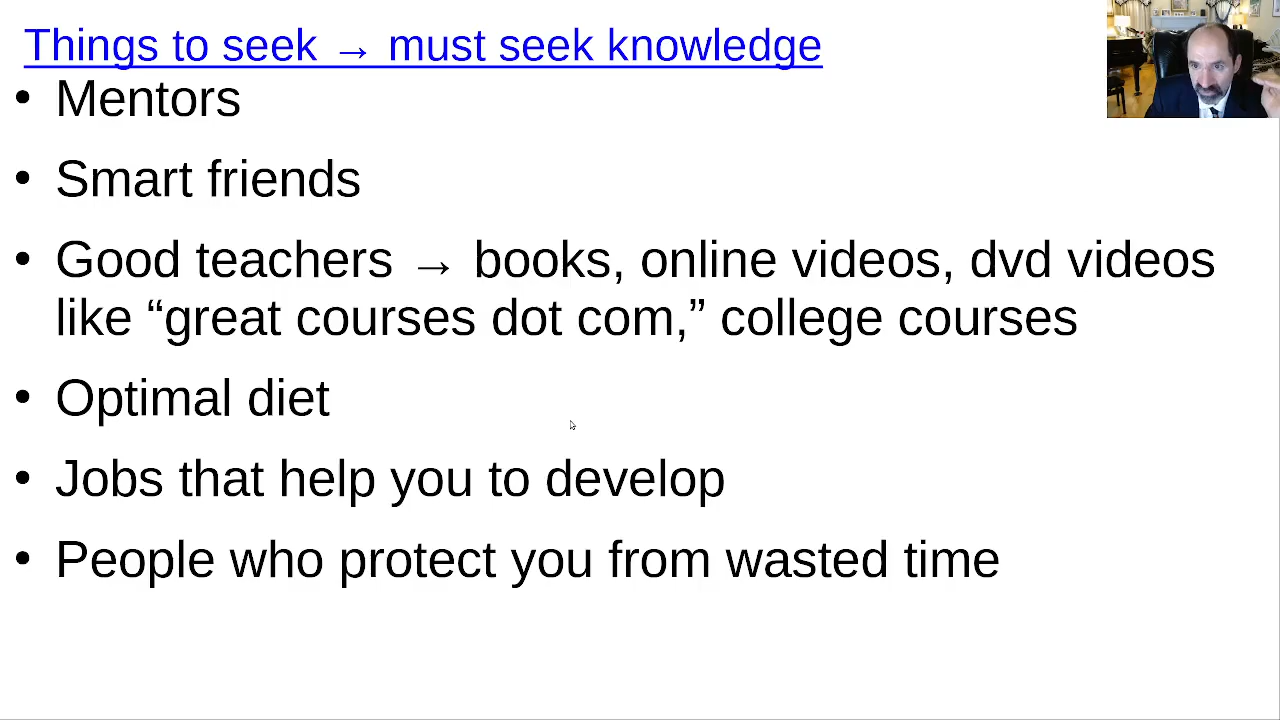 Things to seek → must seek knowledge
• Mentors
• Smart friends
• Good teachers → books, online videos, dvd videos
like “great courses dot com,” college courses
• Optimal diet
• Jobs that help you to develop
• People who protect you from wasted time